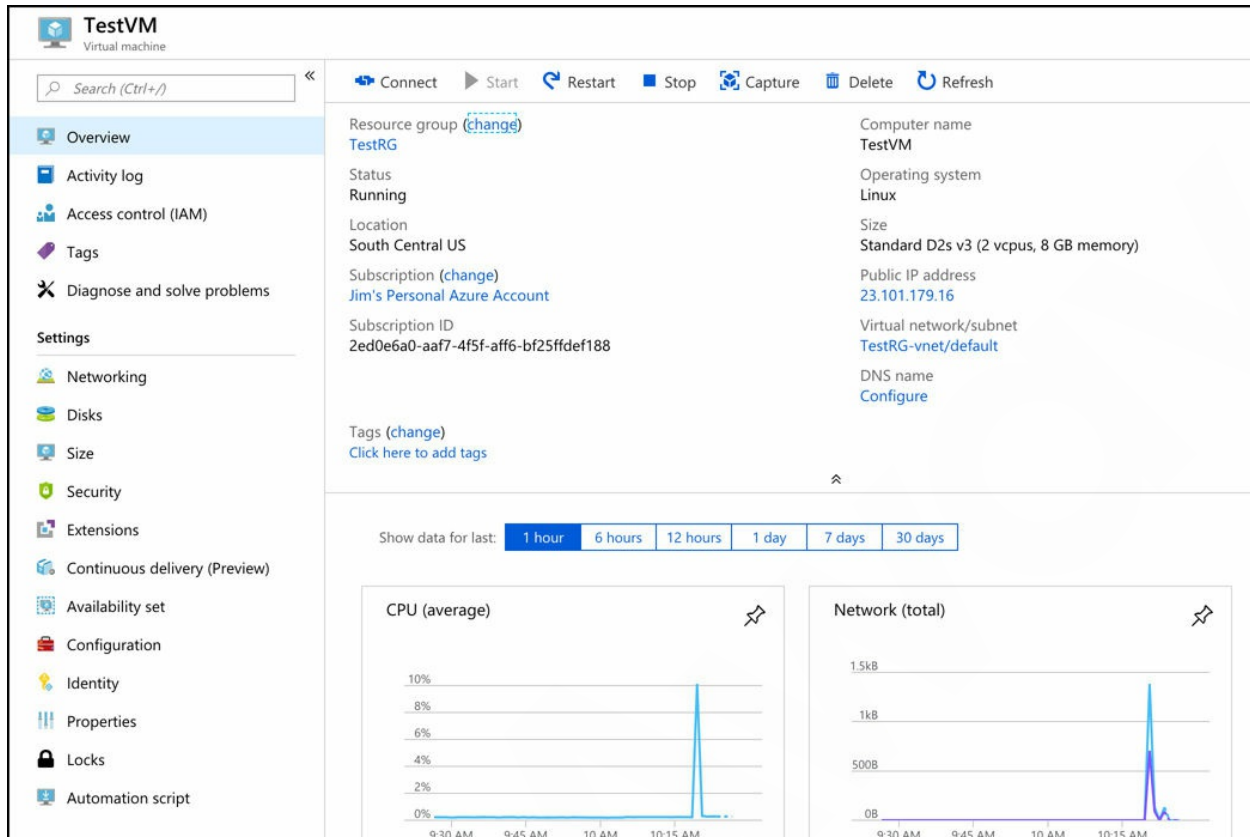 TestVM
Virtual machine
Search (Ctrl+/)
«
Overview
Activity log
Access control (IAM)
Tags
Diagnose and solve problems
Settings
Networking
Disks
Size
Security
Extensions
Continuous delivery (Preview)
Availability set
Configuration
Identity
Properties
Locks
Automation script
Connect Start Restart Stop Capture Delete Refresh
Resource group (change)
TestRG
Status
Running
Location
South Central US
Subscription (change)
Jim's Personal Azure Account
Subscription ID
2ed0e6a0-aaf7-4f5f-aff6-bf25ffdef188
Computer name
TestVM
Operating system
Linux
Size
Standard D2s v3 (2 vcpus, 8 GB memory)
Public IP address
23.101.179.16
Virtual network/subnet
TestRG-vnet/default
DNS name
Configure
Tags (change)
Click here to add tags
Show data for last: 1 hour 6 hours 12 hours 1 day 7 days 30 days
CPU (average)
10%
8%
6%
4%
2%
0%
9:30 AM 9:45 AM 10 AM 10:15 AM
Network (total)
1.5kB
1kB
500B
0B
9:30 AM 9:45 AM 10 AM 10:15 AM